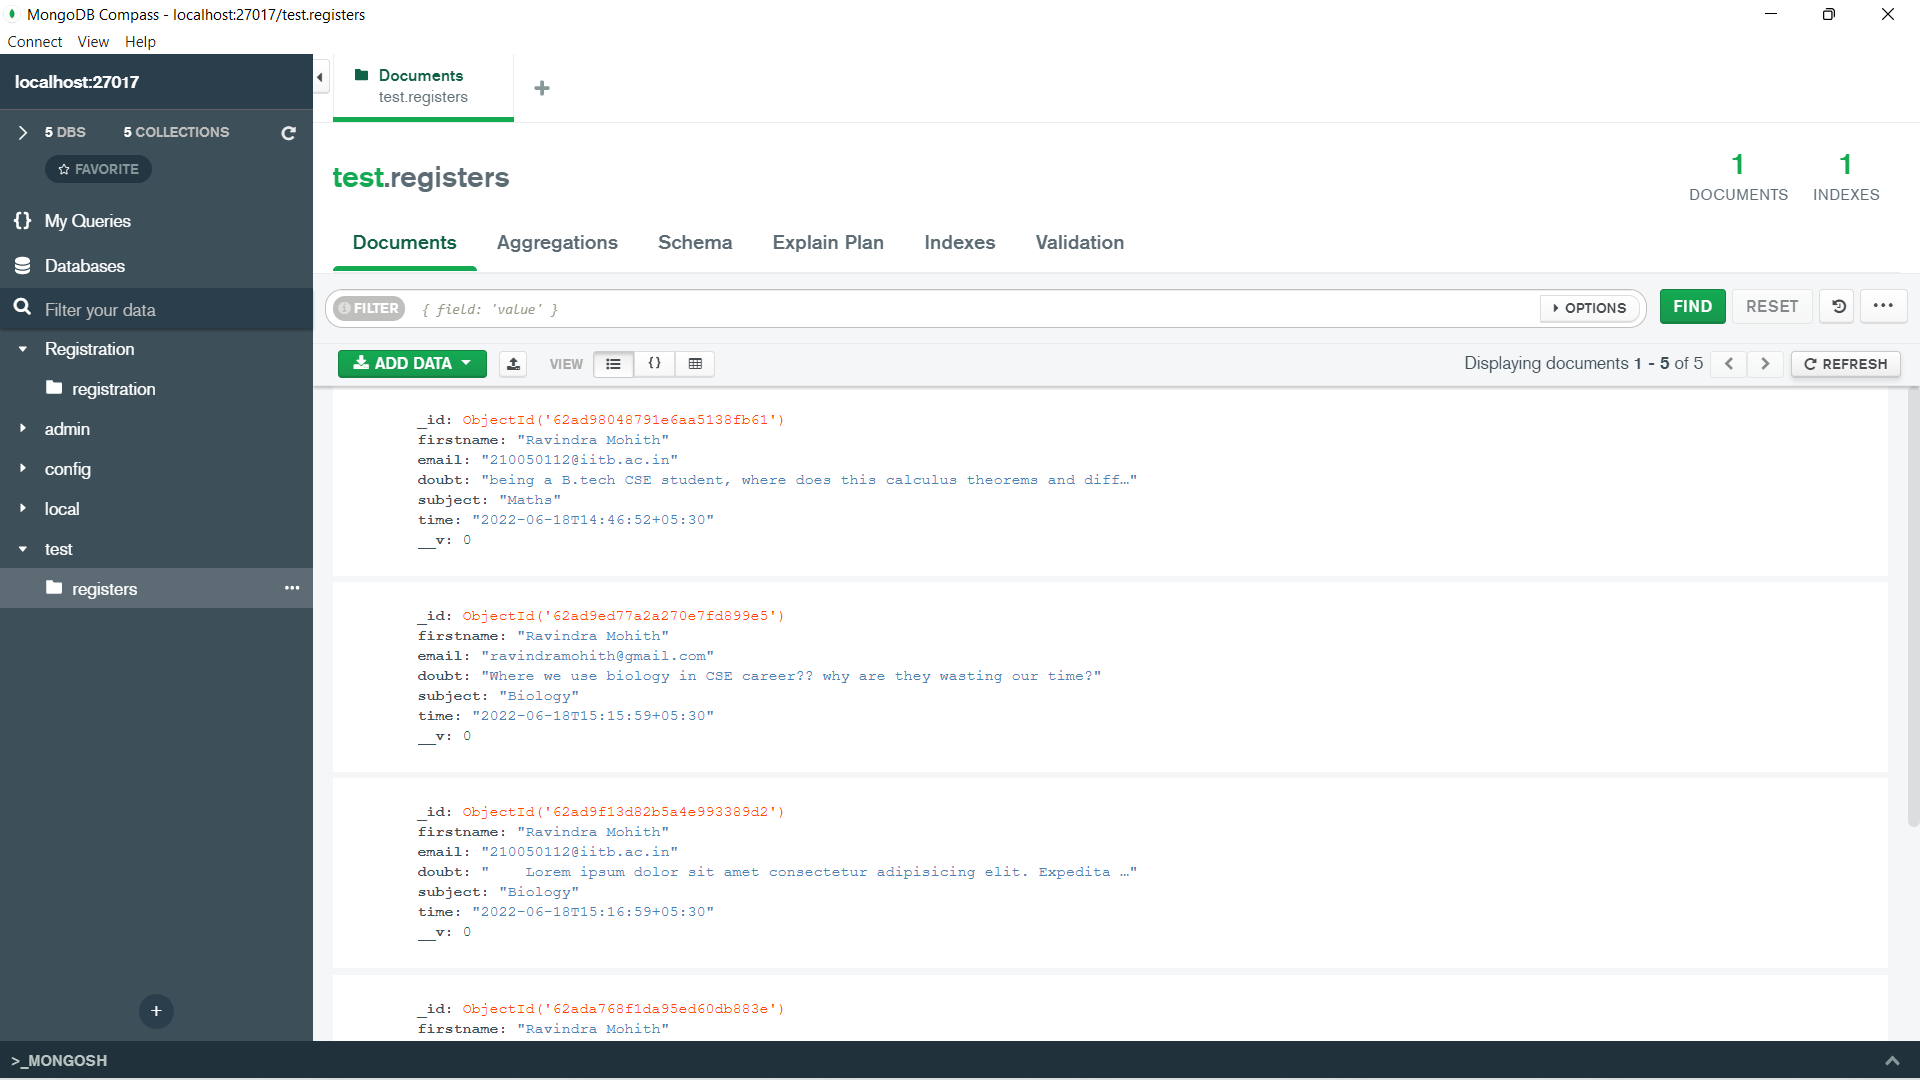 MongoDB Compass - localhost:27017/test.registers
Connect View Help
localhost:27017
5 DBS 5 COLLECTIONS
FAVORITE
{} My Queries
Databases
Filter your data
Registration
registration
admin
config
local
test
registers
Documents
test.registers
test.registers
1 DOCUMENTS
1 INDEXES
Documents Aggregations Schema Explain Plan Indexes Validation
FILTER { field: 'value' } OPTIONS FIND RESET
ADD DATA VIEW {} Displaying documents 1 - 5 of 5 REFRESH
_id: ObjectId('62ad98048791e6aa5138fb61')
firstname: "Ravindra Mohith"
email: "210050112@iitb.ac.in"
doubt: "being a B.tech CSE student, where does this calculus theorems and diff…"
subject: "Maths"
time: "2022-06-18T14:46:52+05:30"
__v: 0
_id: ObjectId('62ad9ed77a2a270e7fd899e5')
firstname: "Ravindra Mohith"
email: "ravindramohith@gmail.com"
doubt: "Where we use biology in CSE career?? why are they wasting our time?"
subject: "Biology"
time: "2022-06-18T15:15:59+05:30"
__v: 0
_id: ObjectId('62ad9f13d82b5a4e993389d2')
firstname: "Ravindra Mohith"
email: "210050112@iitb.ac.in"
doubt: "    Lorem ipsum dolor sit amet consectetur adipisicing elit. Expedita …"
subject: "Biology"
time: "2022-06-18T15:16:59+05:30"
__v: 0
_id: ObjectId('62ada768f1da95ed60db883e')
firstname: "Ravindra Mohith"
>_MONGOSH